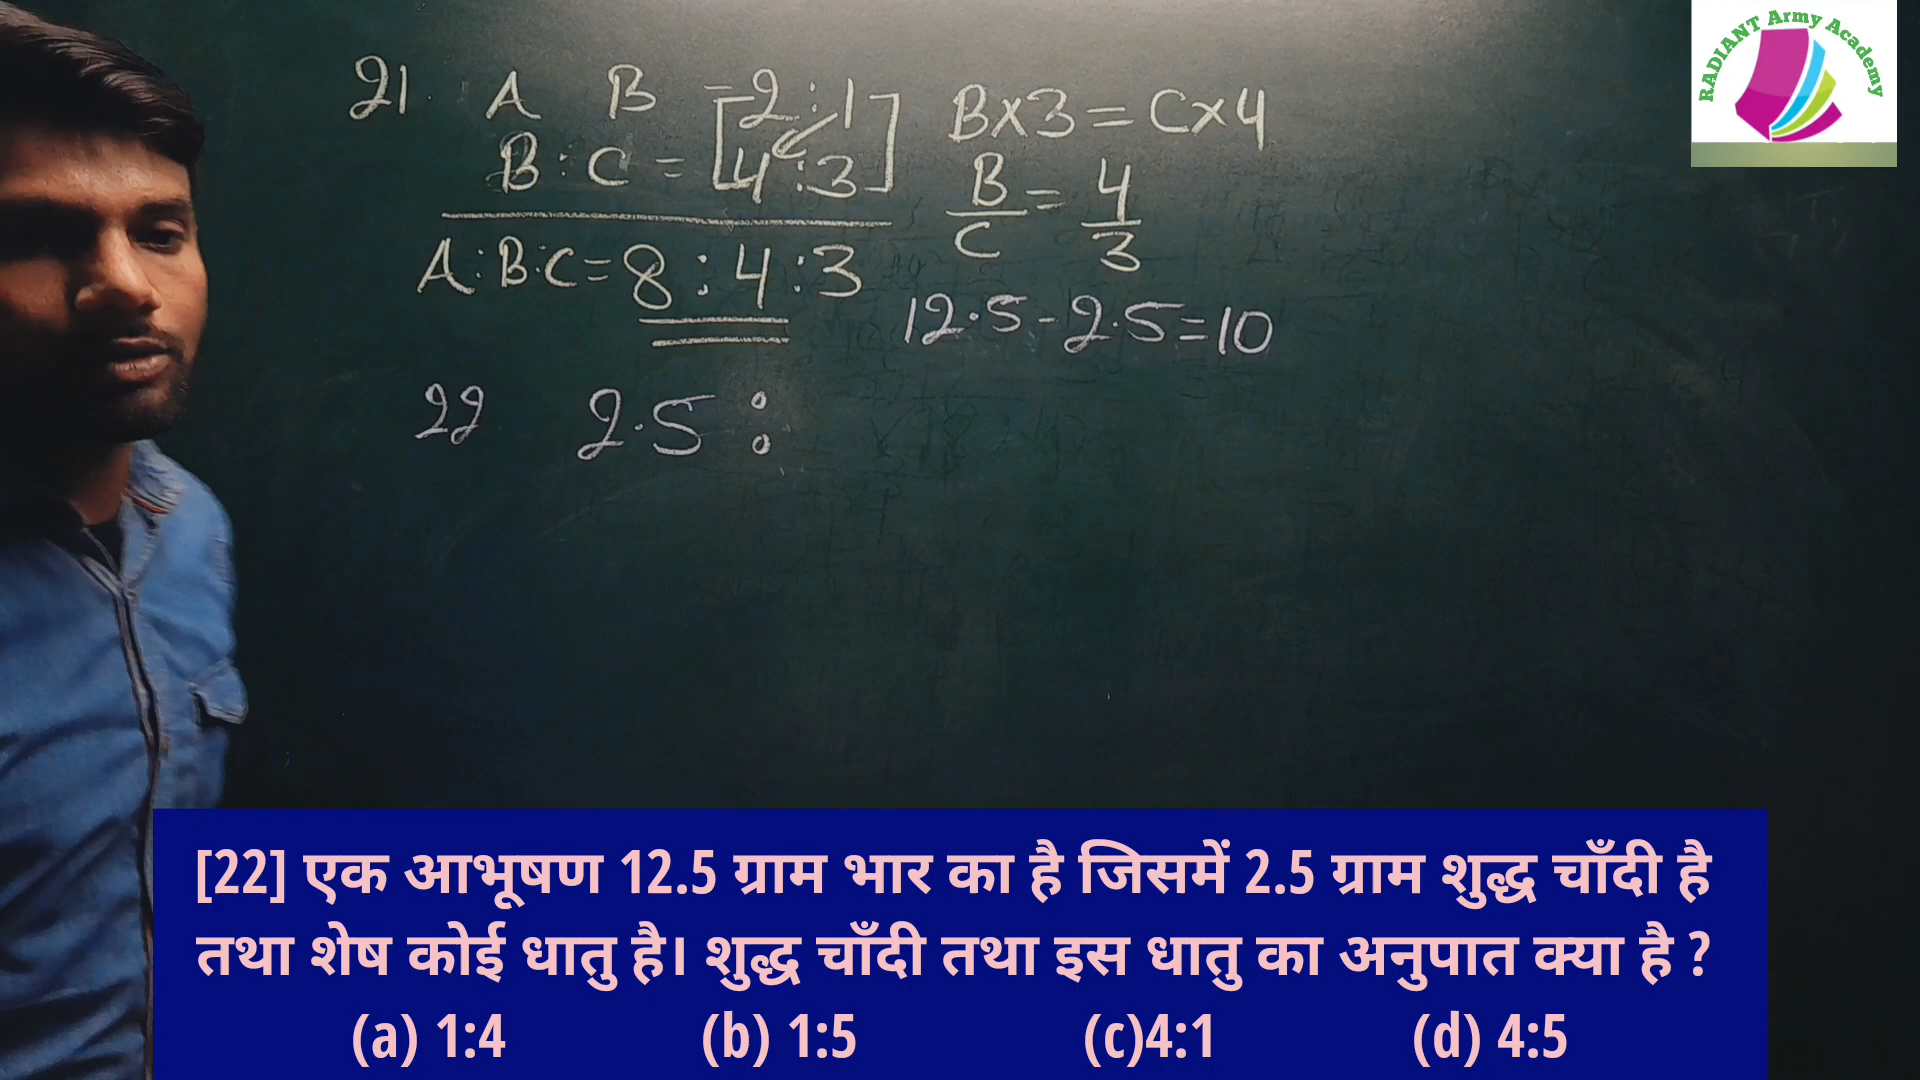 RADIANT Army Academy
21. A B = 2:1
B:C = 4:3
A:B:C = 8:4:3
B×3 = C×4
B/C = 4/3
12.5-2.5=10
22 2.5 :
[22] एक आभूषण 12.5 ग्राम भार का है जिसमें 2.5 ग्राम शुद्ध चाँदी है
तथा शेष कोई धातु है। शुद्ध चाँदी तथा इस धातु का अनुपात क्या है ?
(a) 1:4 (b) 1:5 (c)4:1 (d) 4:5